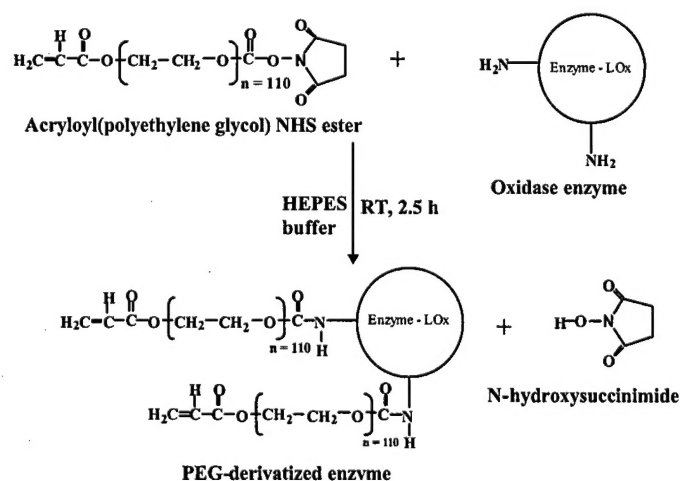 H O
H₂C=C–C–O–(CH₂–CH₂–O)–C–O–N
n = 110
O
O
O
+
H₂N
Enzyme - LOx
NH₂
Acryloyl(polyethylene glycol) NHS ester
Oxidase enzyme
HEPES buffer
RT, 2.5 h
H O
H₂C=C–C–O–(CH₂–CH₂–O)–C–N
O
n = 110
H
Enzyme - LOx
+
H–O–N
O
O
N-hydroxysuccinimide
H O
H₂C=C–C–O–(CH₂–CH₂–O)–C–N
O
n = 110 H
PEG-derivatized enzyme